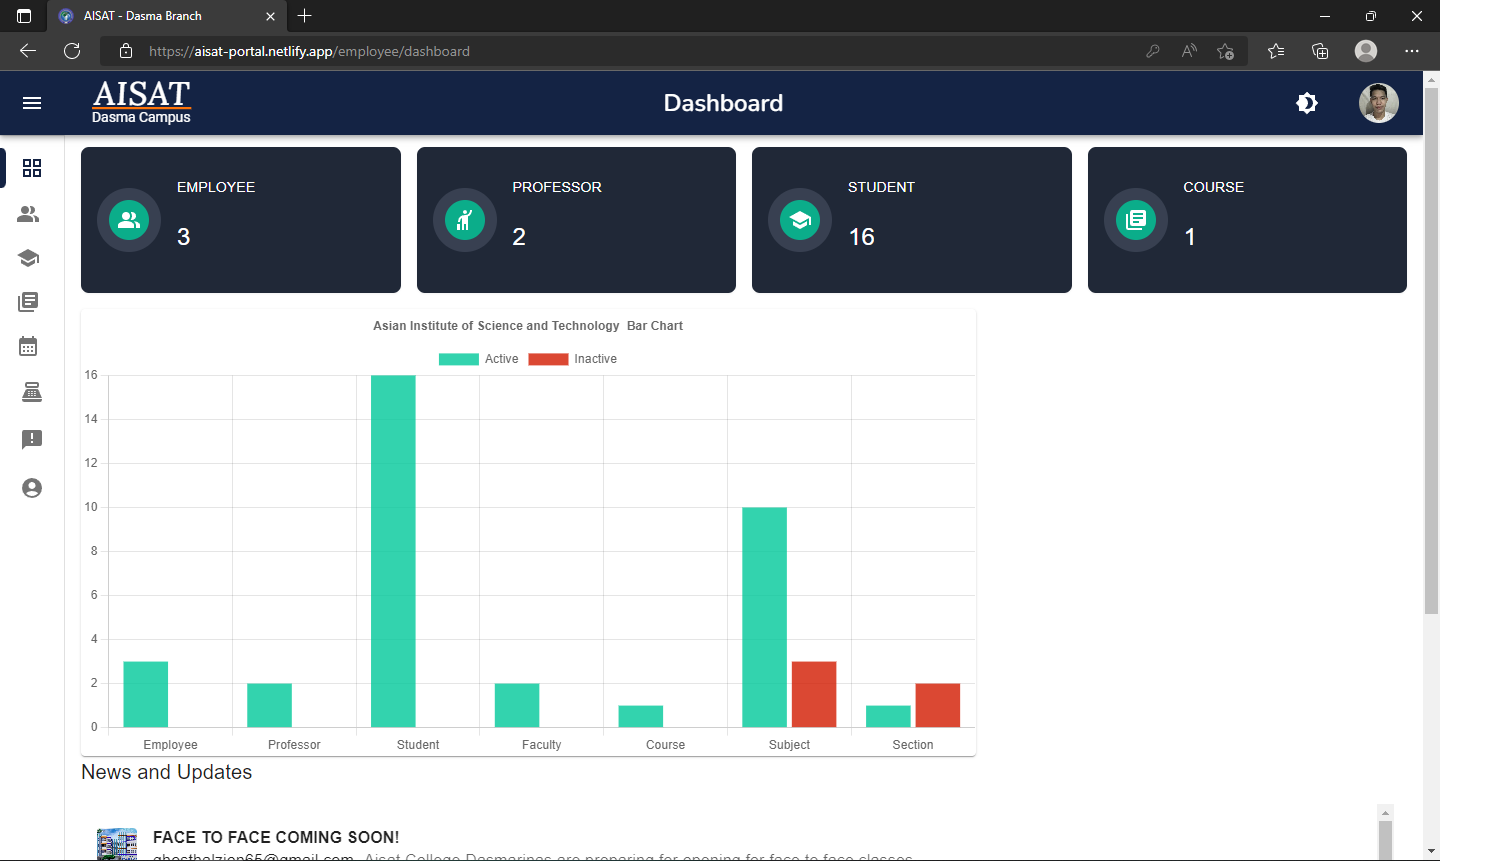 AISAT - Dasma Branch
https://aisat-portal.netlify.app/employee/dashboard
AISAT
Dasma Campus
Dashboard
EMPLOYEE
3
PROFESSOR
2
STUDENT
16
COURSE
1
Asian Institute of Science and Technology Bar Chart
Active Inactive
16
14
12
10
8
6
4
2
0
Employee Professor Student Faculty Course Subject Section
News and Updates
FACE TO FACE COMING SOON!
ghosthalzion65@gmail.com Aisat College Dasmarinas are preparing for opening for face to face classes